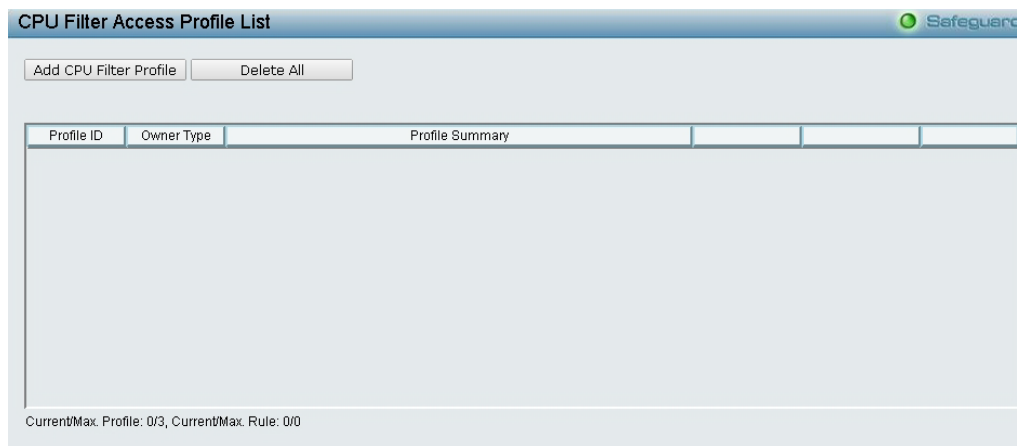 CPU Filter Access Profile List
Safeguard
Add CPU Filter Profile Delete All
Profile ID Owner Type Profile Summary
Current/Max. Profile: 0/3, Current/Max. Rule: 0/0